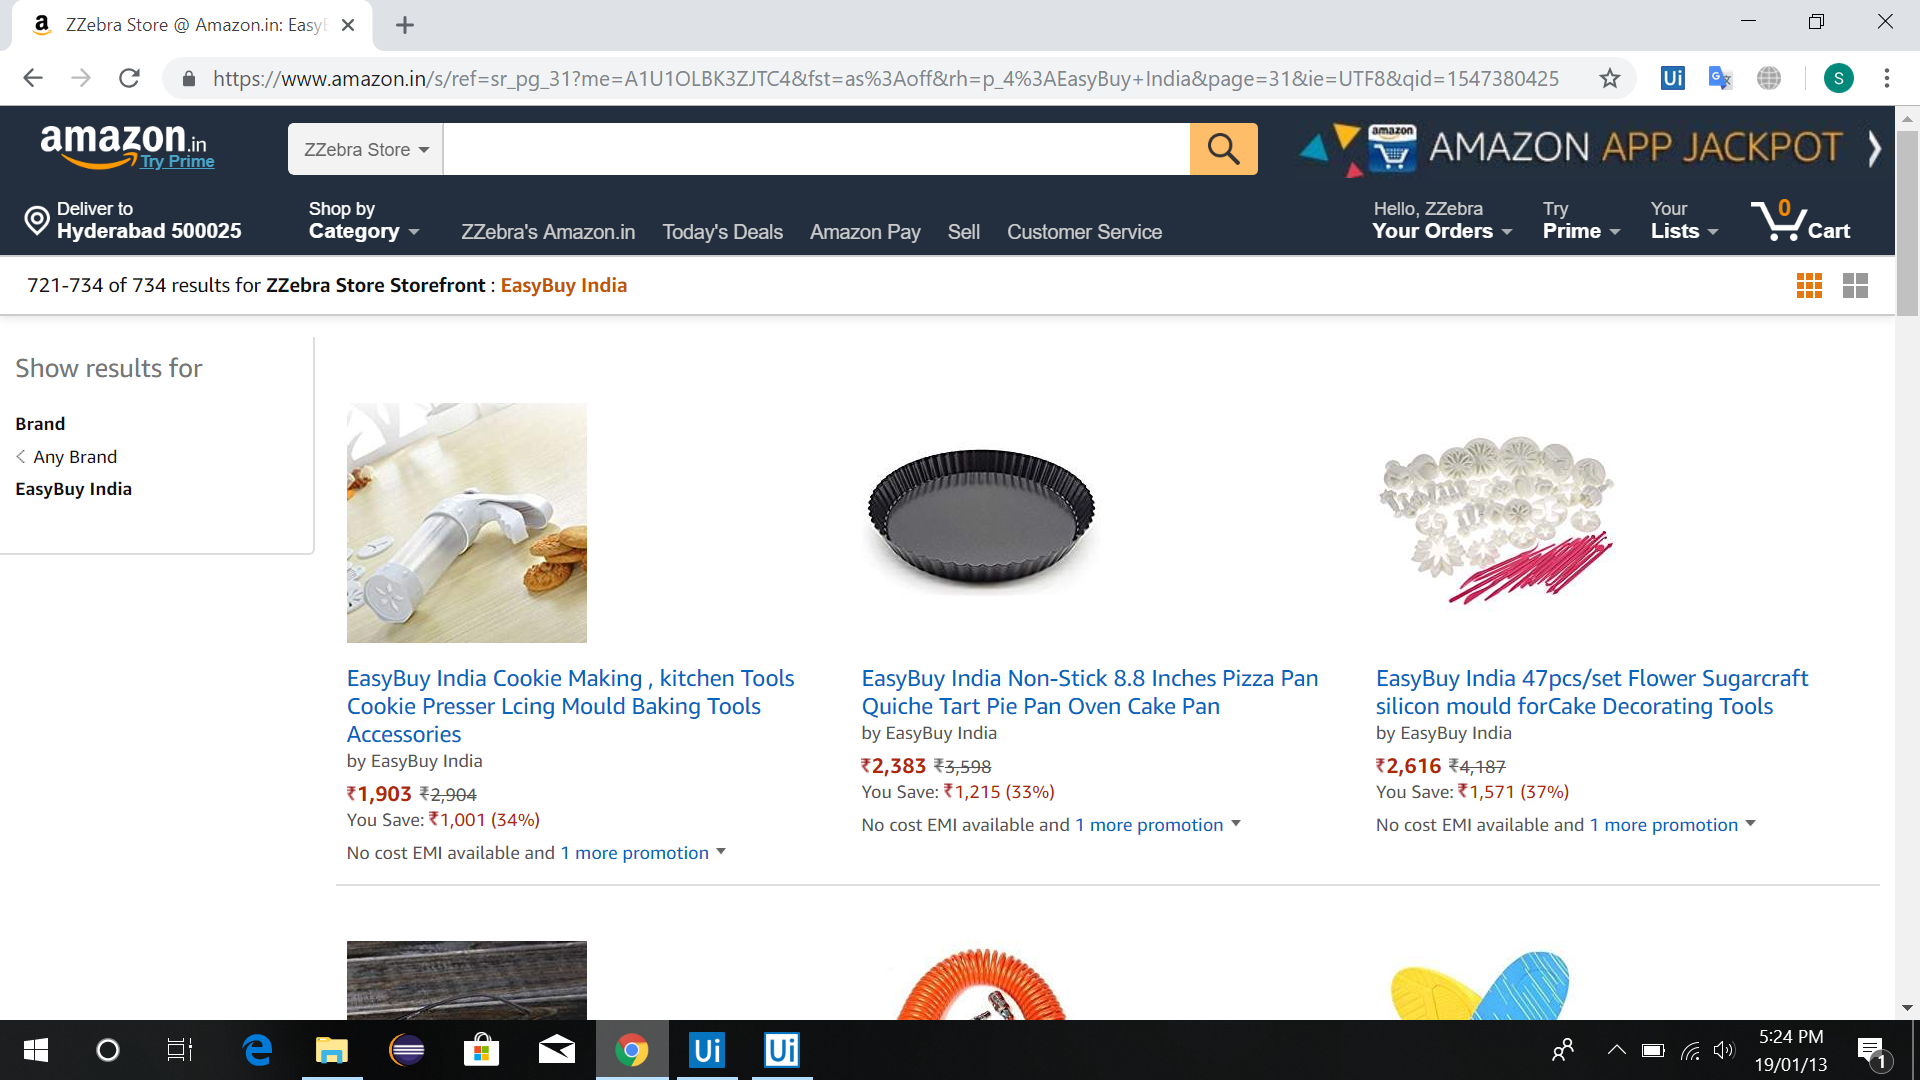 ZZebra Store @ Amazon.in: EasyB
https://www.amazon.in/s/ref=sr_pg_31?me=A1U1OLBK3ZJTC4&fst=as%3Aoff&rh=p_4%3AEasyBuy+India&page=31&ie=UTF8&qid=1547380425
Ui
G
S
amazon.in
Try Prime
ZZebra Store
amazon
AMAZON APP JACKPOT
Deliver to
Hyderabad 500025
Shop by
Category
ZZebra's Amazon.in
Today's Deals
Amazon Pay
Sell
Customer Service
Hello, ZZebra
Your Orders
Try
Prime
Your
Lists
0
Cart
721-734 of 734 results for ZZebra Store Storefront : EasyBuy India
Show results for
Brand
Any Brand
EasyBuy India
EasyBuy India Cookie Making , kitchen Tools
Cookie Presser Lcing Mould Baking Tools
Accessories
by EasyBuy India
₹1,903 ₹2,904
You Save: ₹1,001 (34%)
No cost EMI available and 1 more promotion
EasyBuy India Non-Stick 8.8 Inches Pizza Pan
Quiche Tart Pie Pan Oven Cake Pan
by EasyBuy India
₹2,383 ₹3,598
You Save: ₹1,215 (33%)
No cost EMI available and 1 more promotion
EasyBuy India 47pcs/set Flower Sugarcraft
silicon mould forCake Decorating Tools
by EasyBuy India
₹2,616 ₹4,187
You Save: ₹1,571 (37%)
No cost EMI available and 1 more promotion
Ui
Ui
5:24 PM
19/01/13
1